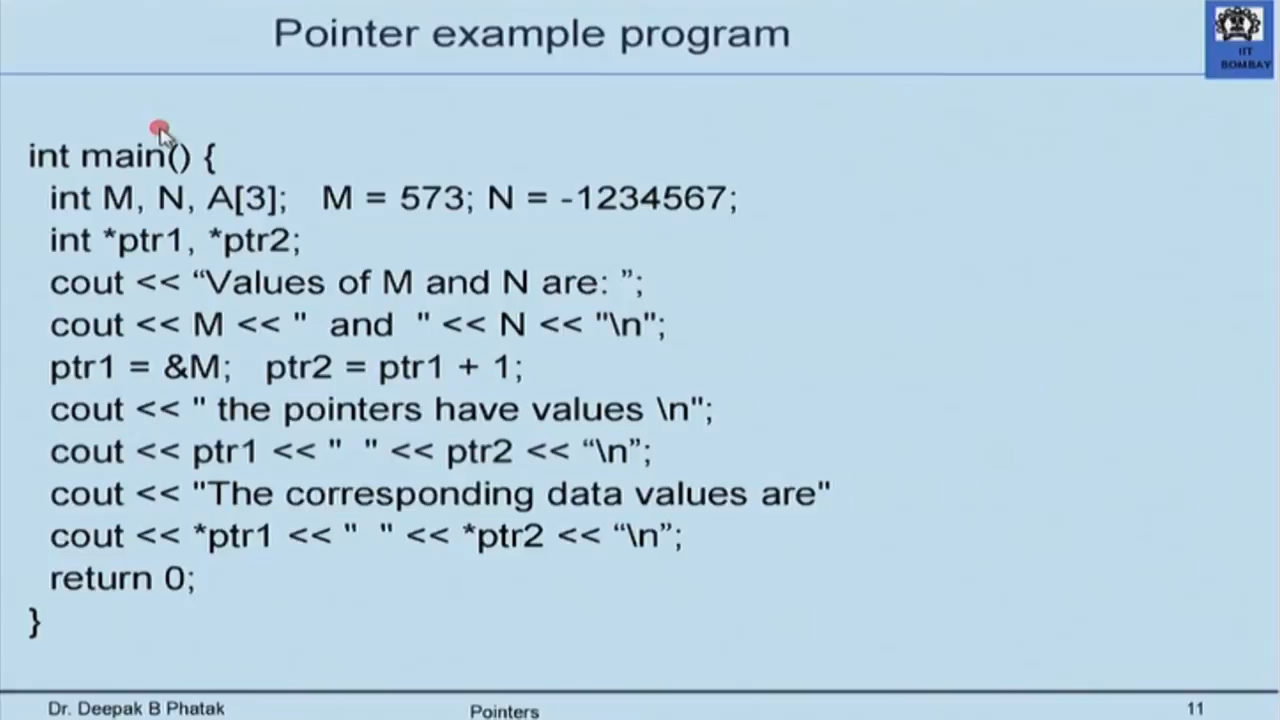 Pointer example program
IIT
BOMBAY
int main() {
int M, N, A[3];   M = 573; N = -1234567;
int *ptr1, *ptr2;
cout << “Values of M and N are: ”;
cout << M << "  and  " << N << "\n";
ptr1 = &M;   ptr2 = ptr1 + 1;
cout << " the pointers have values \n";
cout << ptr1 << "  " << ptr2 << “\n”;
cout << "The corresponding data values are"
cout << *ptr1 << "  " << *ptr2 << “\n”;
return 0;
}
Dr. Deepak B Phatak
Pointers
11